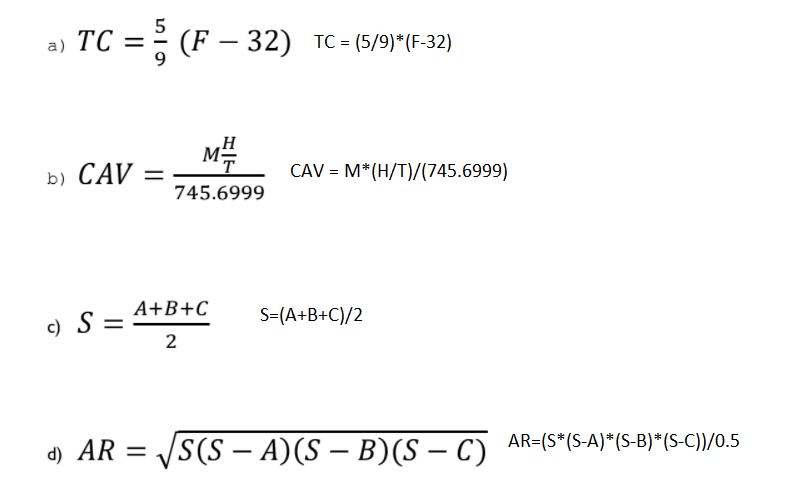 a) TC = 5/9 (F − 32) TC = (5/9)*(F-32)
b) CAV = M H/T / 745.6999 CAV = M*(H/T)/(745.6999)
c) S = A+B+C / 2 S=(A+B+C)/2
d) AR = √S(S − A)(S − B)(S − C) AR=(S*(S-A)*(S-B)*(S-C))/0.5